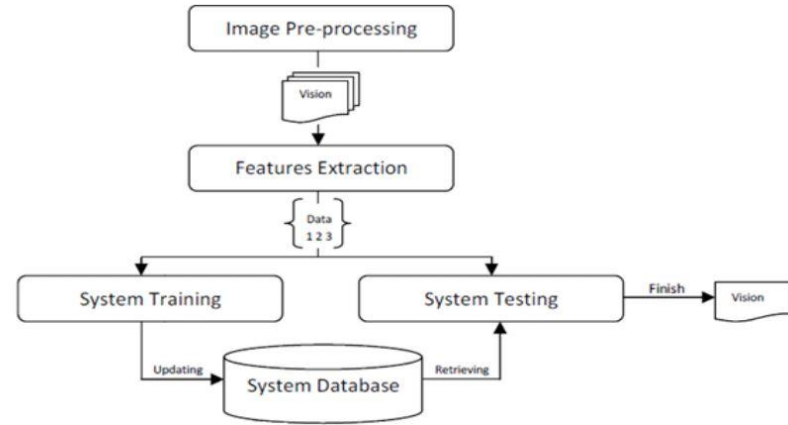 Image Pre-processing
Vision
Features Extraction
Data
1 2 3
System Training
System Testing
Finish
Vision
Updating
System Database
Retrieving